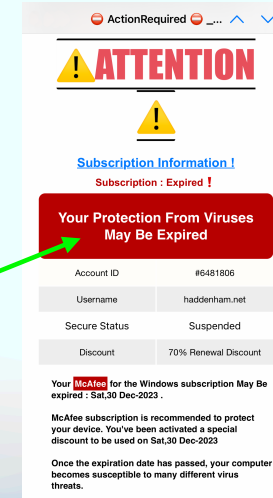 ActionRequired _...
ATTENTION
Subscription Information !
Subscription : Expired !
Your Protection From Viruses
May Be Expired
Account ID #6481806
Username haddenham.net
Secure Status Suspended
Discount 70% Renewal Discount
Your McAfee for the Windows subscription May Be
expired : Sat,30 Dec-2023 .
McAfee subscription is recommended to protect
your device. You've been activated a special
discount to be used on Sat,30 Dec-2023
Once the expiration date has passed, your computer
becomes susceptible to many different virus
threats.